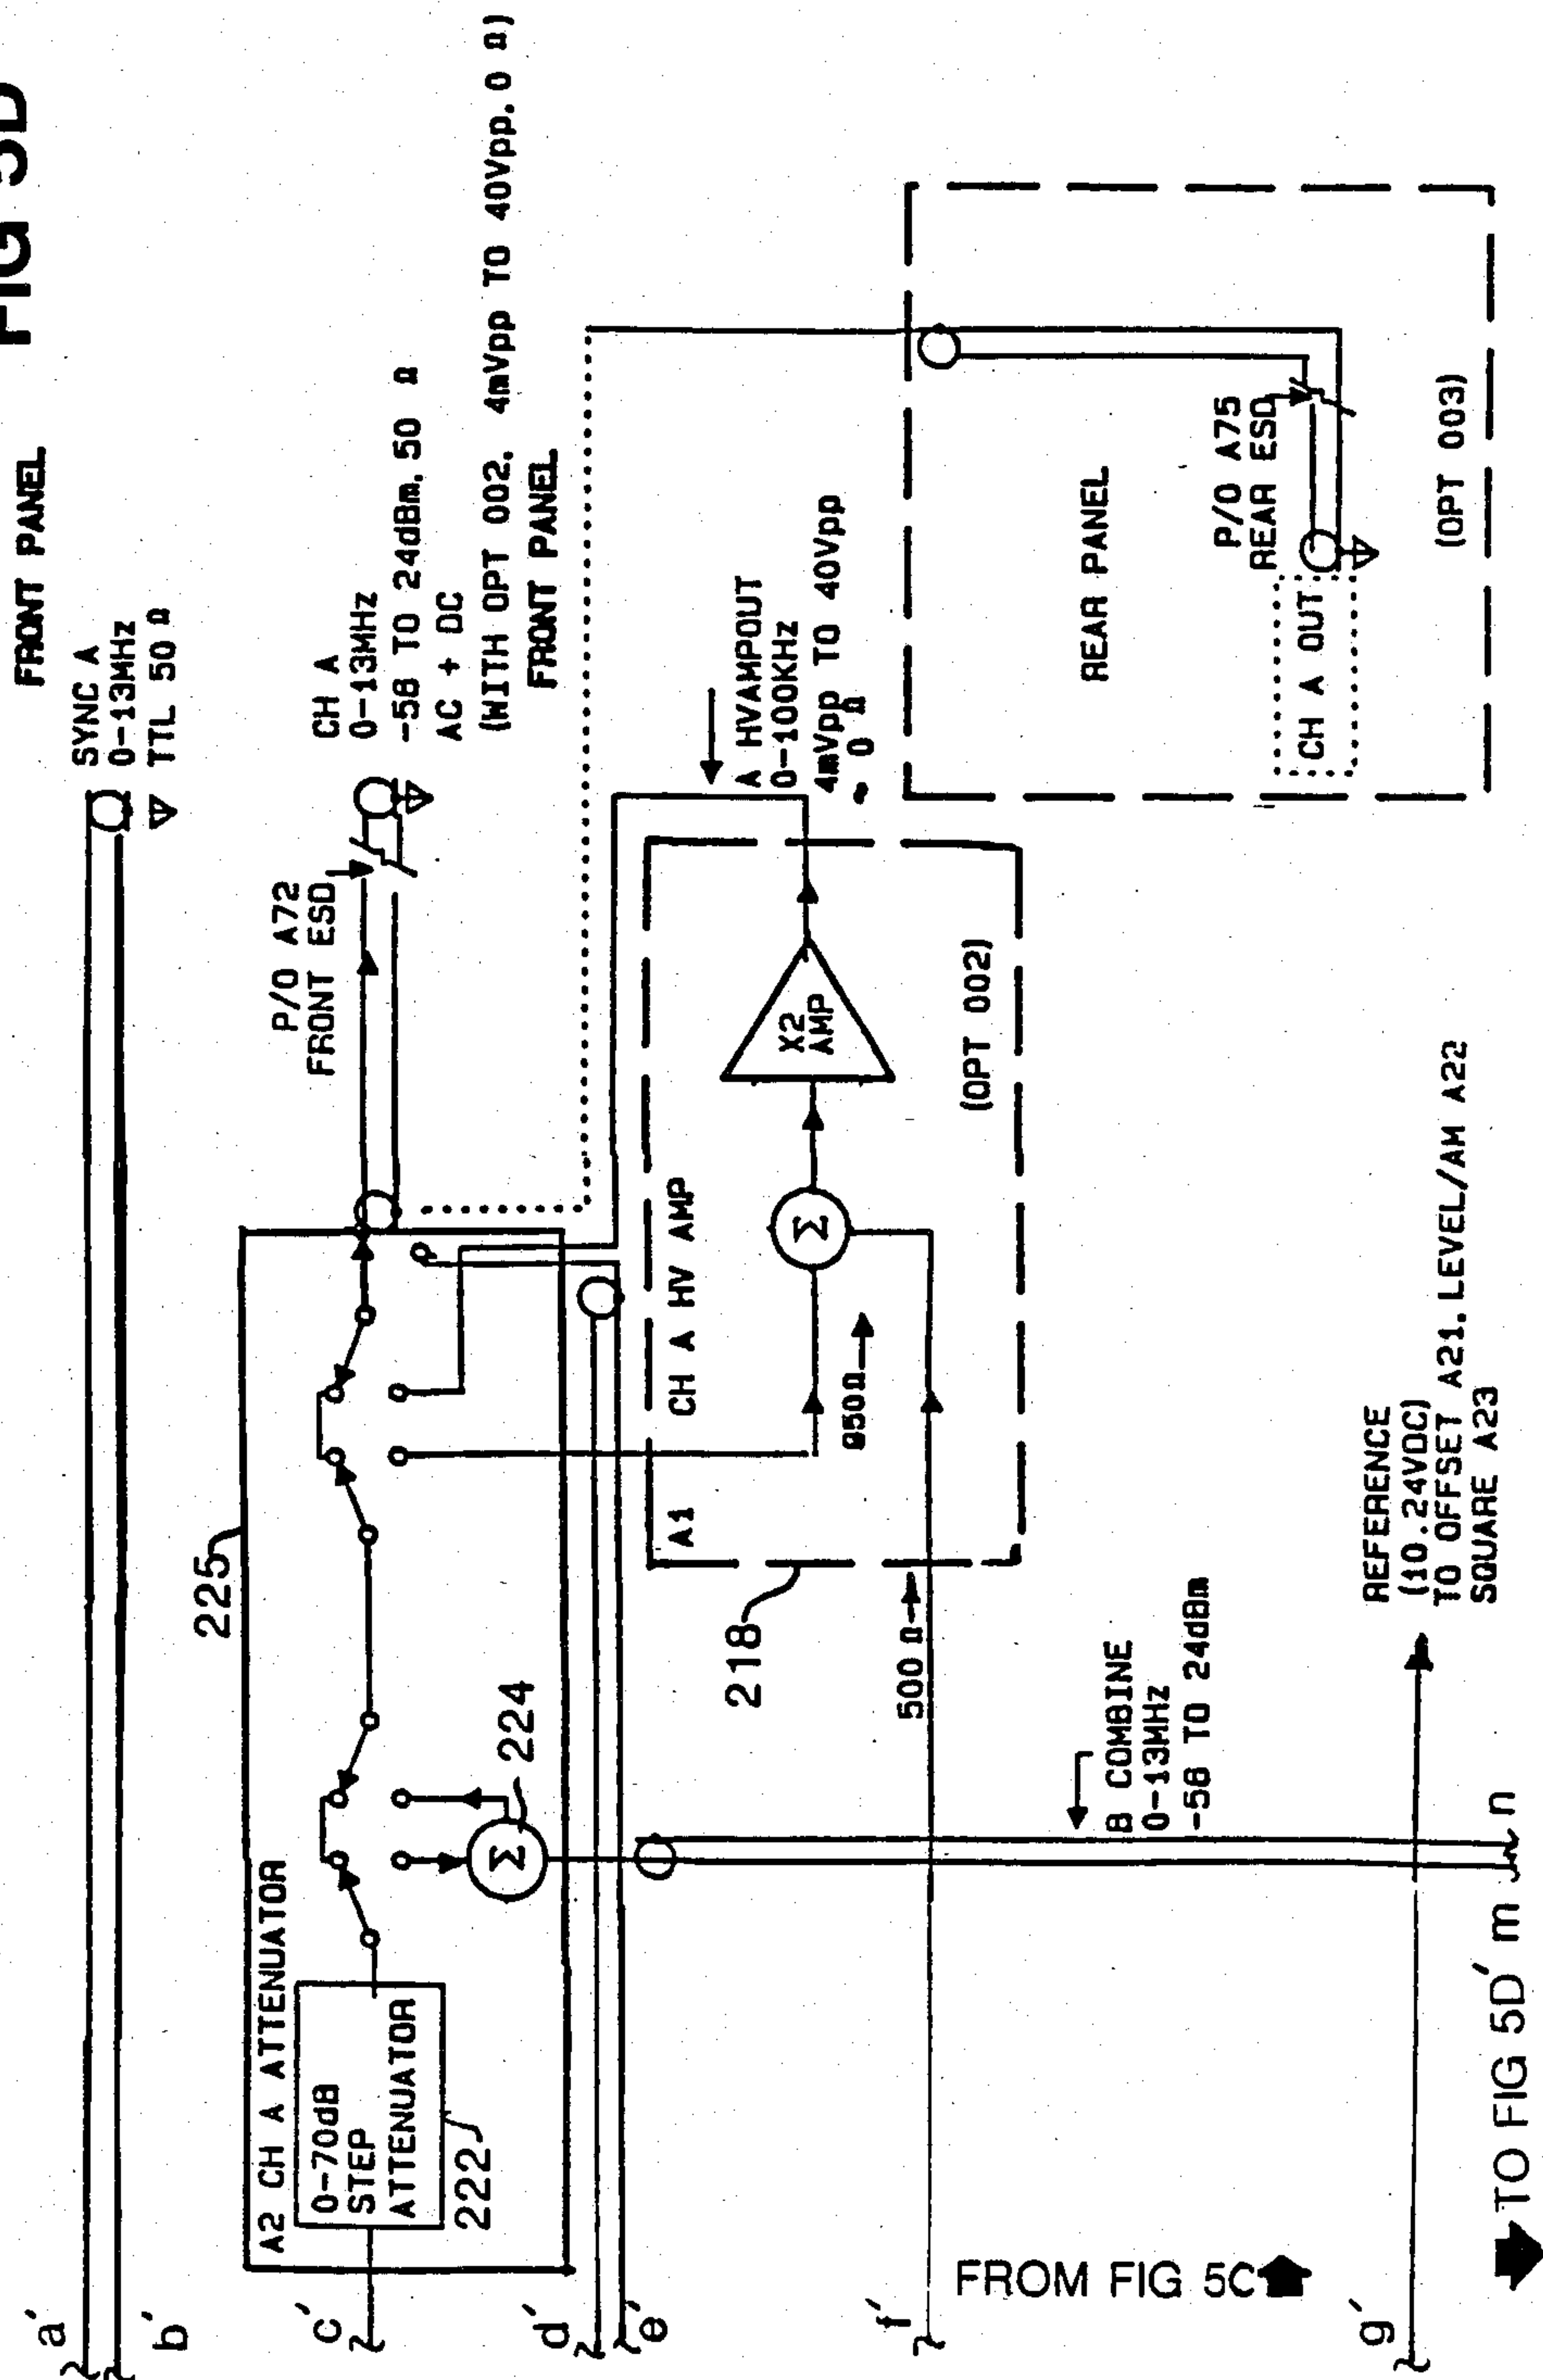 FIG 5D
FRONT PANEL
SYNC A
0-13MHz
TTL 50 Ω
CH A
0-13MHz
-58 TO 24dBm, 50 Ω
AC + DC
(WITH OPT 002, 4mVpp TO 40Vpp, 0 Ω)
FRONT PANEL
P/O A72
FRONT ESD
225
A2 CH A ATTENUATOR
0-70dB
STEP
ATTENUATOR
222
Σ
224
A HVAMPOUT
0-100KHz
4mVpp TO 40Vpp
0 Ω
A1 CH A HV AMP
Σ
X2
AMP
950Ω
500 Ω
218
(OPT 002)
REAR PANEL
P/O A75
REAR ESD
CH A OUT
(OPT 003)
B COMBINE
0-13MHz
-58 TO 24dBm
REFERENCE
(10.24VDC)
TO OFFSET A21, LEVEL/AM A22
SQUARE A23
a'
b'
c'
d'
e'
f'
g'
FROM FIG 5C
TO FIG 5D' m n